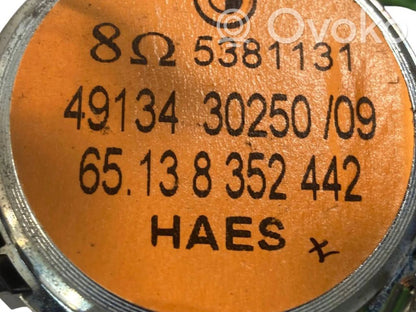 Ovoko
8Ω 5381131
49134 30250/09
65.13 8 352 442
HAES